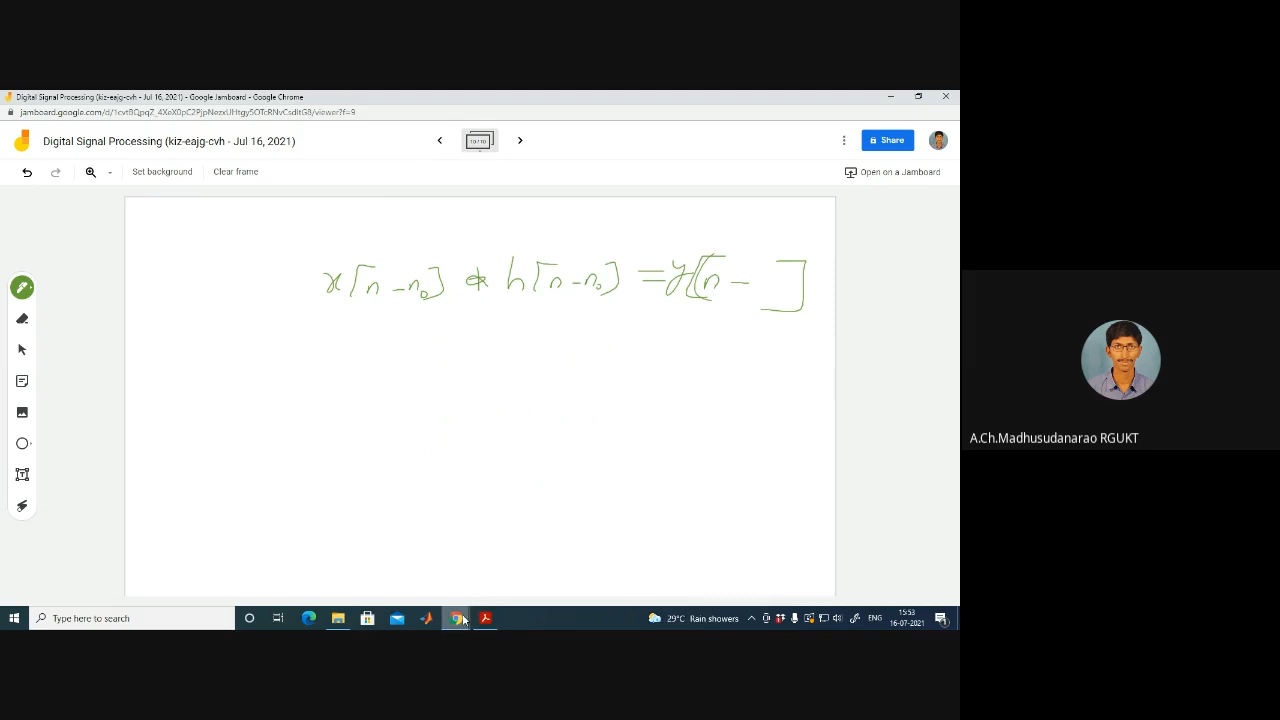 Digital Signal Processing (kiz-eajg-cvh - Jul 16, 2021) - Google Jamboard - Google Chrome
Digital Signal Processing (kiz-eajg-cvh - Jul 16, 2021)
10 / 10
Share
Set background
Clear frame
Open on a Jamboard
x[n - n₀] * h[n - n₀] = y[n - ]
A.Ch.Madhusudanarao RGUKT
Type here to search
29°C Rain showers
ENG
15:53
16-07-2021